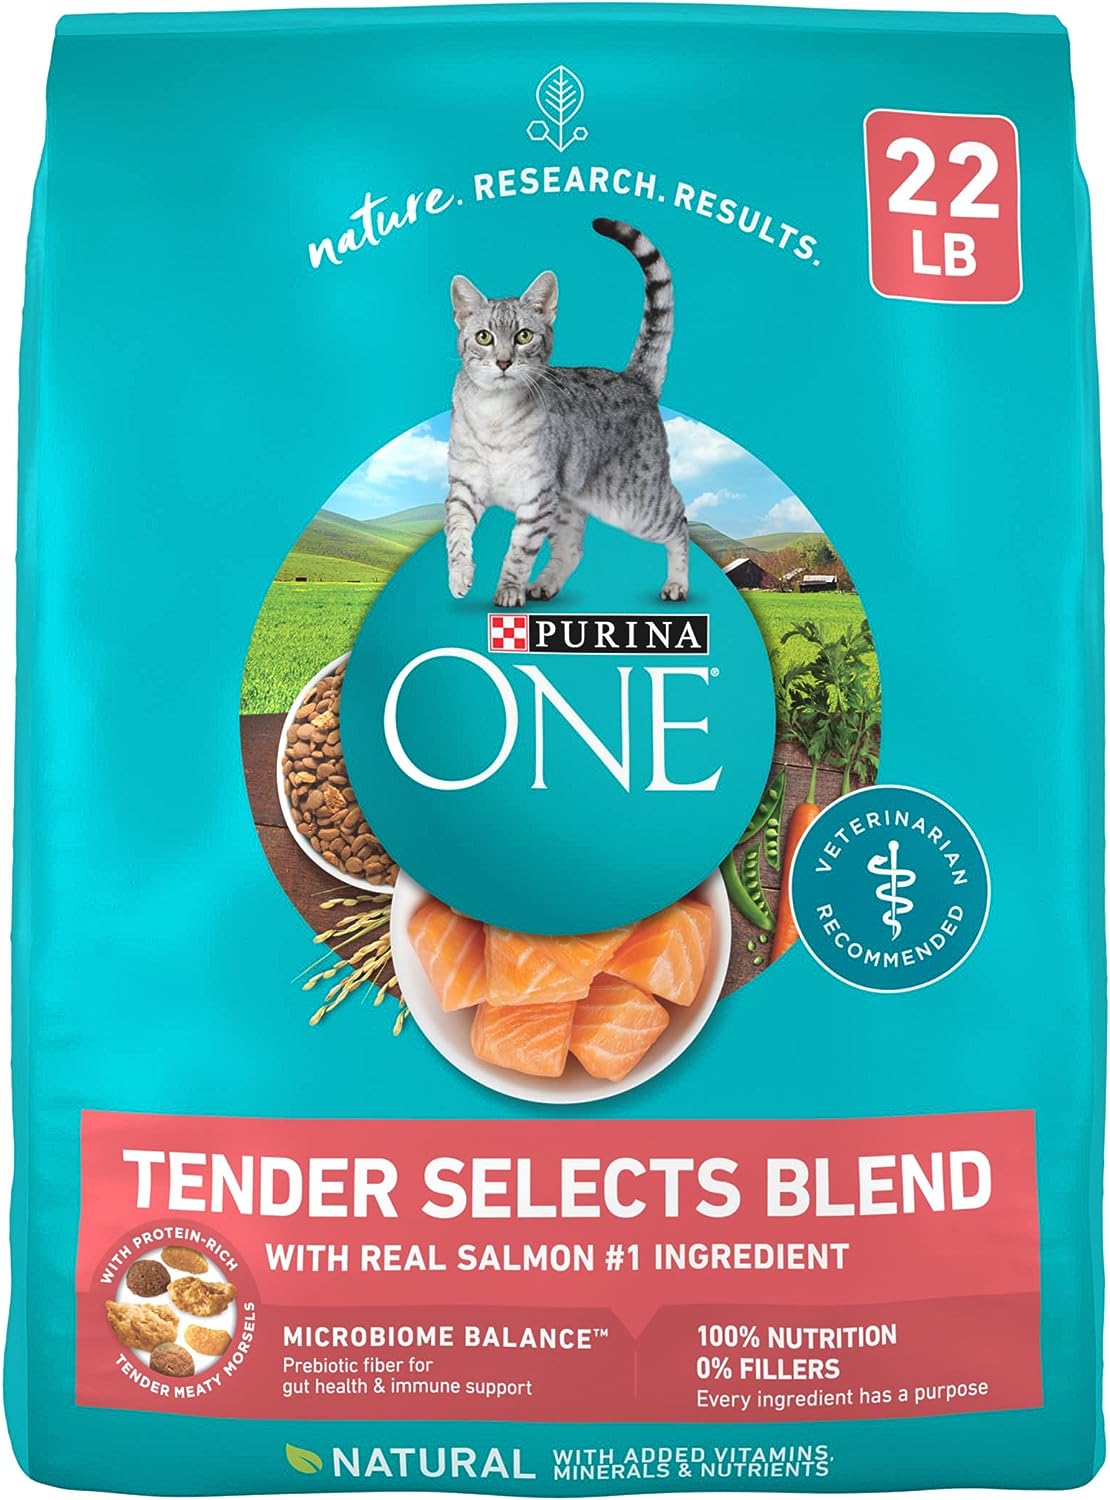 nature. RESEARCH. RESULTS.
22
LB
PURINA
ONE®
VETERINARIAN
RECOMMENDED
TENDER SELECTS BLEND
WITH REAL SALMON #1 INGREDIENT
WITH PROTEIN-RICH
TENDER MEATY MORSELS
MICROBIOME BALANCE™
Prebiotic fiber for
gut health & immune support
100% NUTRITION
0% FILLERS
Every ingredient has a purpose
NATURAL
WITH ADDED VITAMINS,
MINERALS & NUTRIENTS